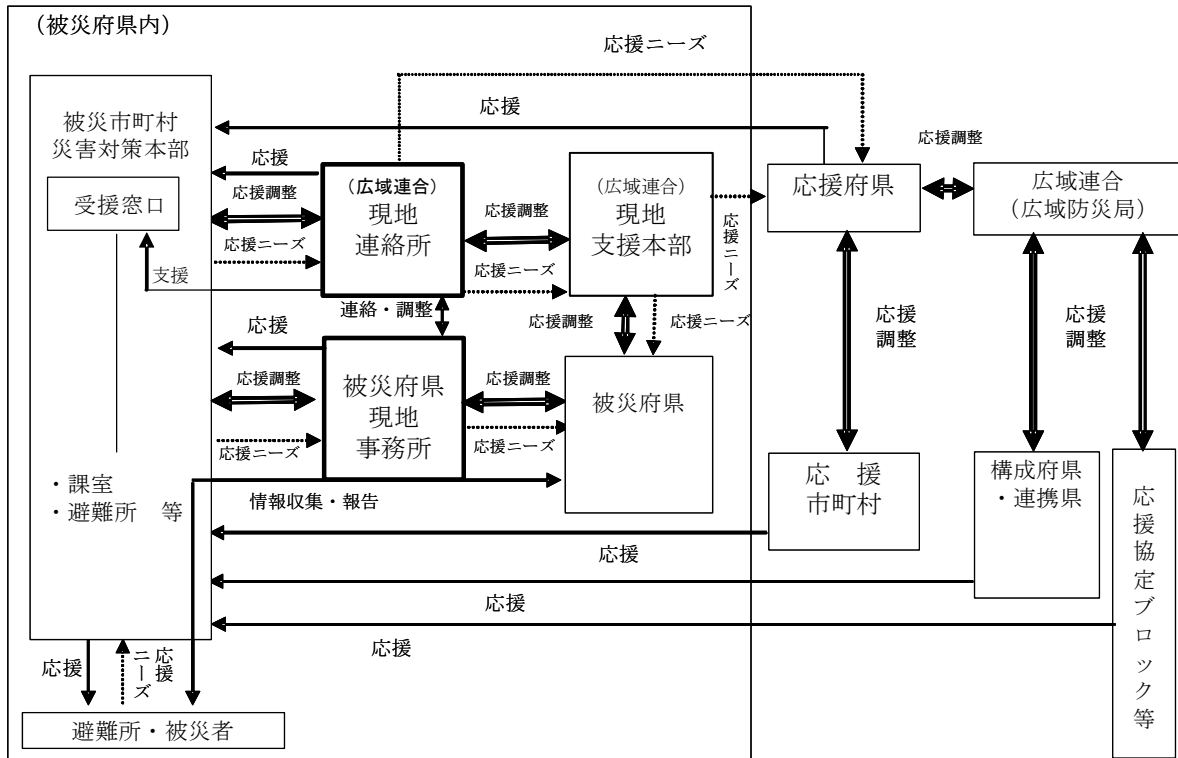 （被災府県内）
応援ニーズ
応援
被災市町村
災害対策本部
受援窓口
応援
応援調整
応援ニーズ
支援
（広域連合）
現地
連絡所
応援調整
応援ニーズ
（広域連合）
現地
支援本部
応援ニーズ
応援府県
応援調整
広域連合
（広域防災局）
連絡・調整
応援調整
応援ニーズ
応援
応援調整
応援ニーズ
被災府県
現地
事務所
応援調整
応援ニーズ
被災府県
応援
調整
応援
調整
・課室
・避難所　等
情報収集・報告
応　援
市町村
構成府県
・連携県
応援協定ブロック等
応援
応援
応援
応援
応援
ニーズ
避難所・被災者